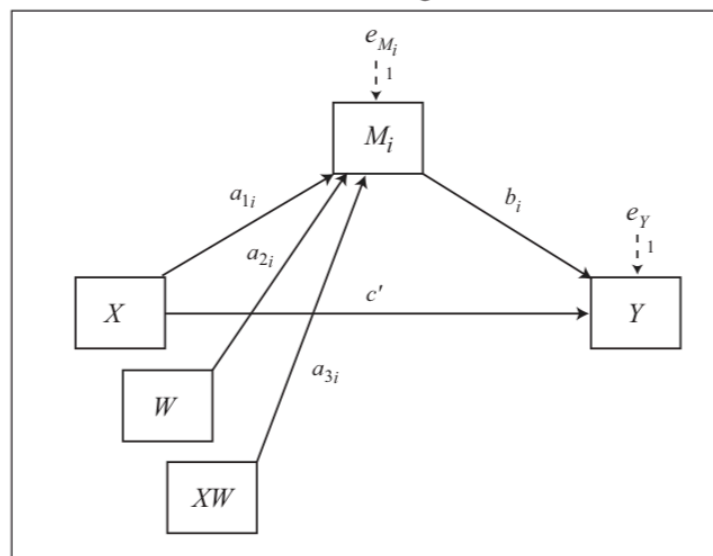 e_{M_i}
1
M_i
a_{1i}
b_i
e_Y
a_{2i}
1
X
c′
Y
a_{3i}
W
XW